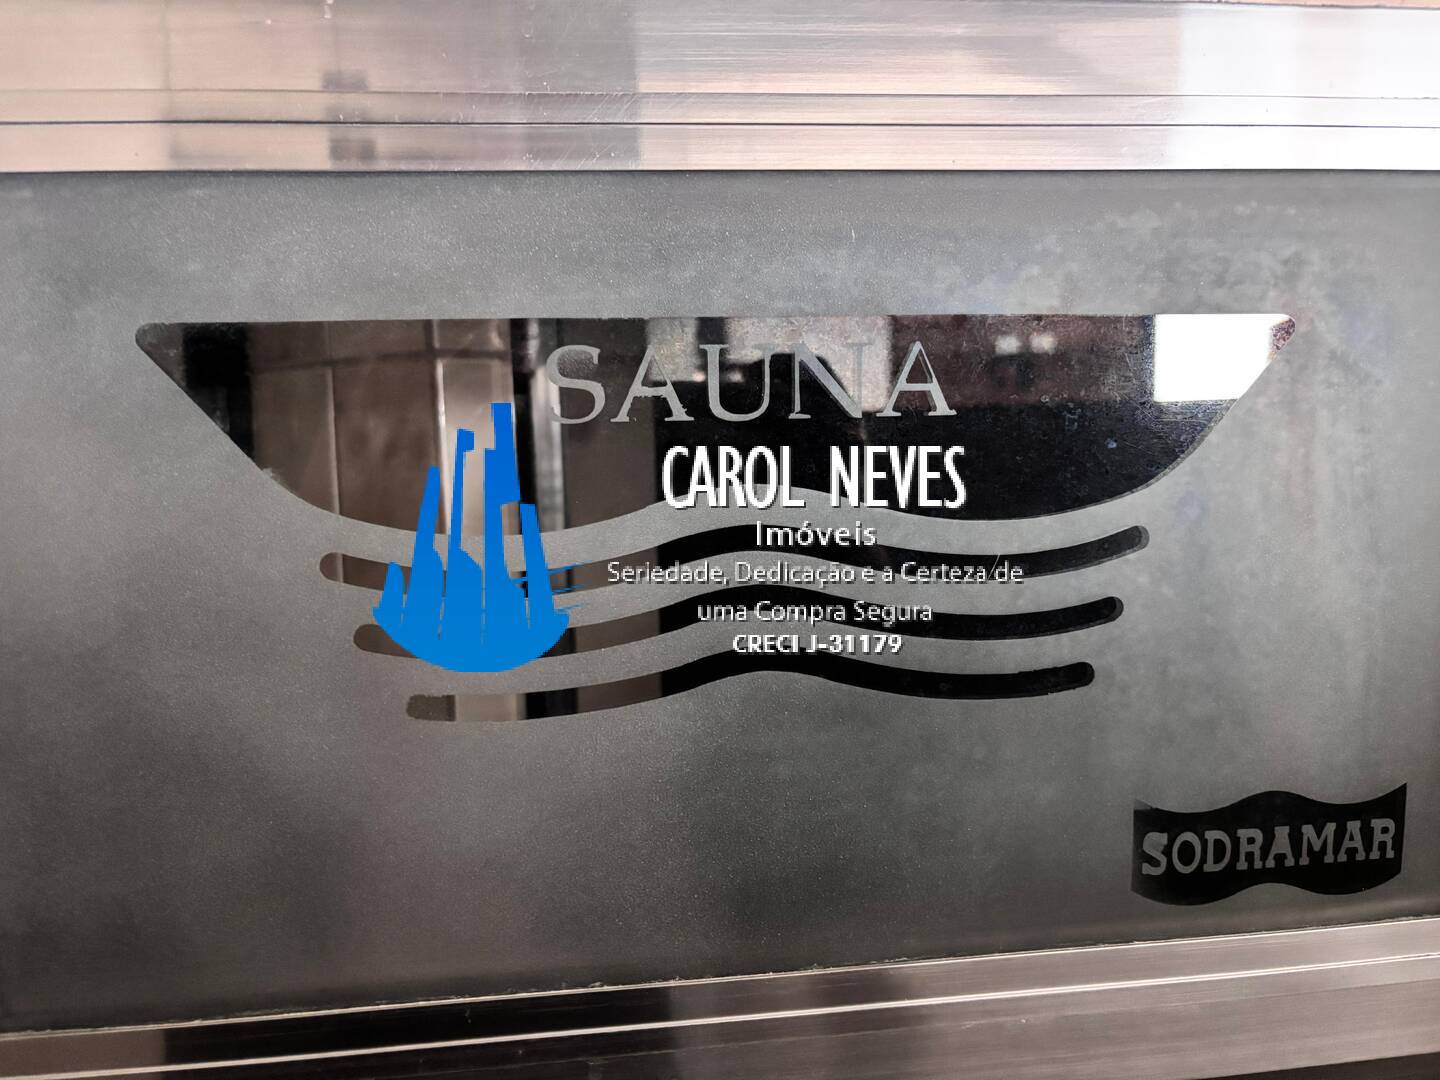 SAUNA
CAROL NEVES
Imóveis
Seriedade, Dedicação e a Certeza de
uma Compra Segura
CRECI J-31179
SODRAMAR